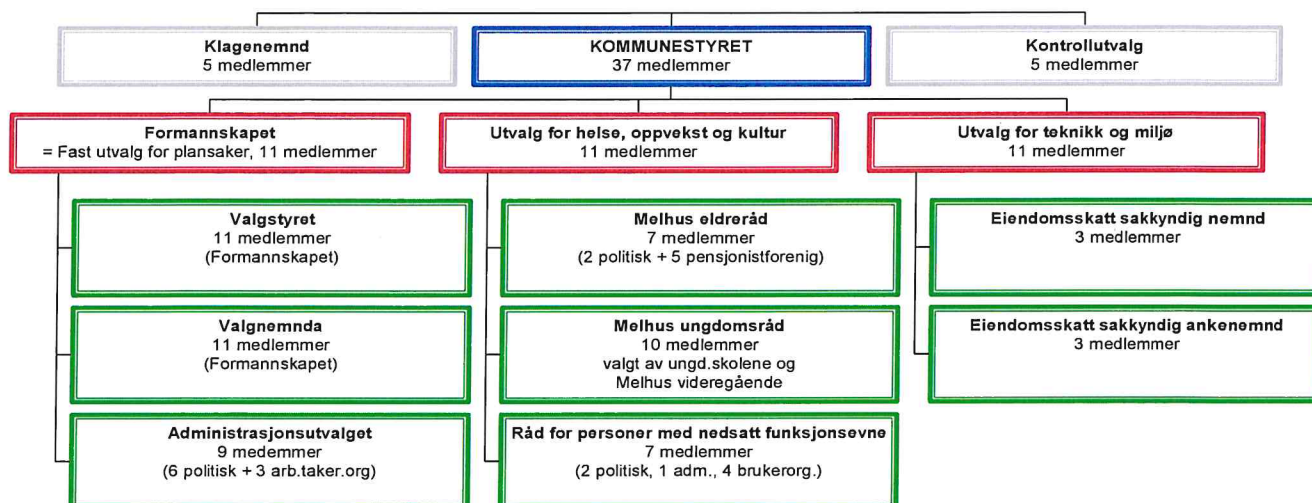 Klagenemnd
5 medlemmer
KOMMUNESTYRET
37 medlemmer
Kontrollutvalg
5 medlemmer
Formannskapet
= Fast utvalg for plansaker, 11 medlemmer
Utvalg for helse, oppvekst og kultur
11 medlemmer
Utvalg for teknikk og miljø
11 medlemmer
Valgstyret
11 medlemmer
(Formannskapet)
Melhus eldreråd
7 medlemmer
(2 politisk + 5 pensjonistforenig)
Eiendomsskatt sakkyndig nemnd
3 medlemmer
Valgnemnda
11 medlemmer
(Formannskapet)
Melhus ungdomsråd
10 medlemmer
valgt av ungd.skolene og
Melhus videregående
Eiendomsskatt sakkyndig ankenemnd
3 medlemmer
Administrasjonsutvalget
9 medemmer
(6 politisk + 3 arb.taker.org)
Råd for personer med nedsatt funksjonsevne
7 medlemmer
(2 politisk, 1 adm., 4 brukerorg.)